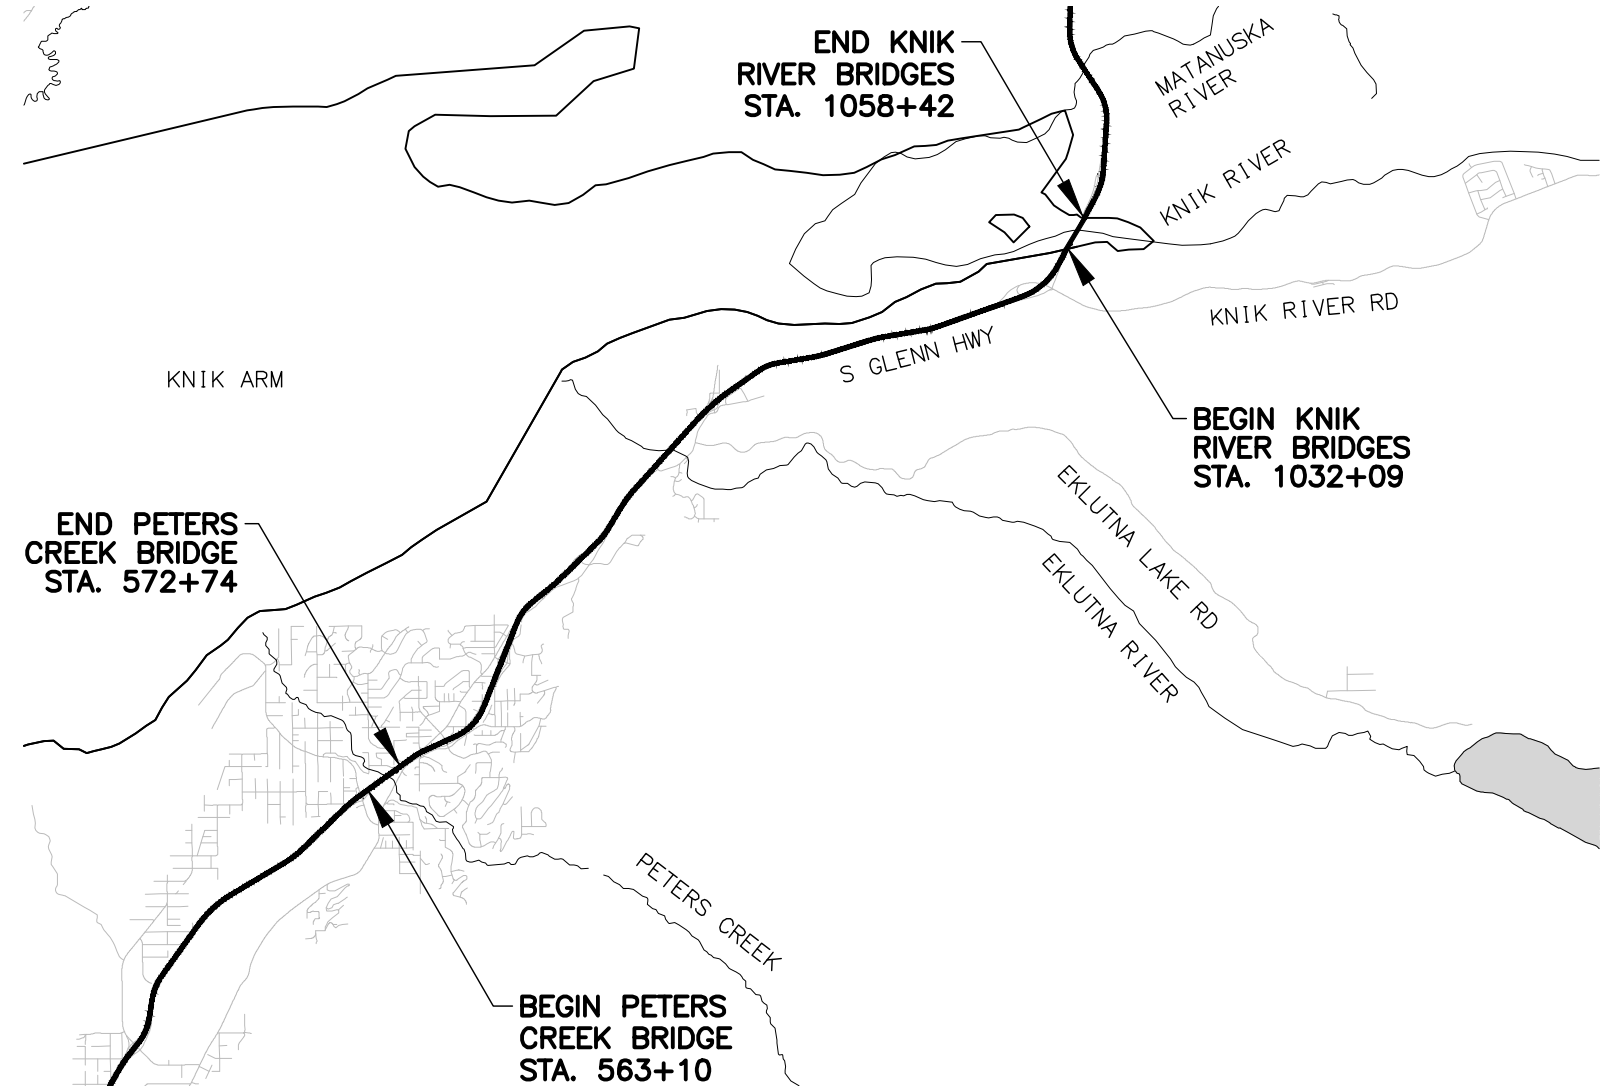 END KNIK
RIVER BRIDGES
STA. 1058+42
MATANUSKA
RIVER
KNIK RIVER
KNIK RIVER RD
S GLENN HWY
KNIK ARM
BEGIN KNIK
RIVER BRIDGES
STA. 1032+09
EKLUTNA LAKE RD
EKLUTNA RIVER
END PETERS
CREEK BRIDGE
STA. 572+74
PETERS CREEK
BEGIN PETERS
CREEK BRIDGE
STA. 563+10